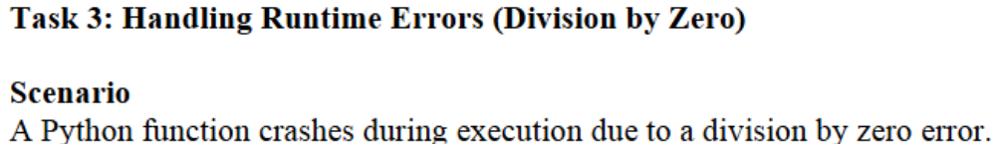 Task 3: Handling Runtime Errors (Division by Zero)
Scenario
A Python function crashes during execution due to a division by zero error.